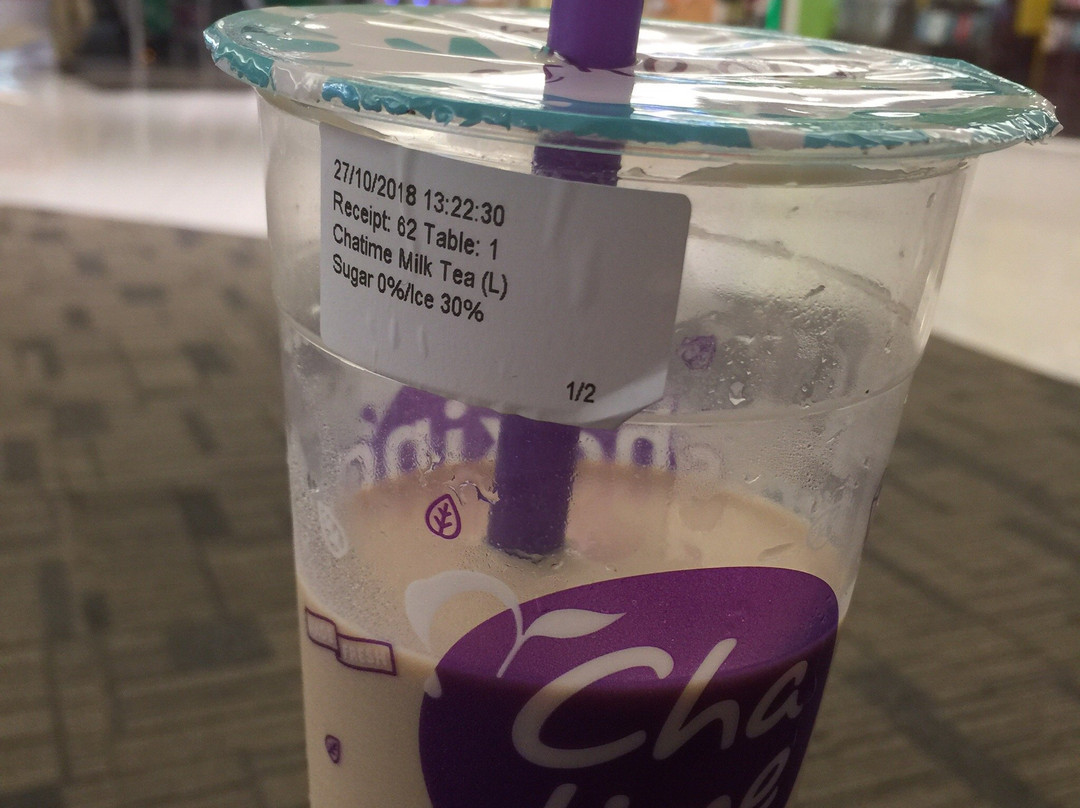 27/10/2018 13:22:30
Receipt: 62 Table: 1
Chatime Milk Tea (L)
Sugar 0%/Ice 30%
1/2
FRESH
Cha